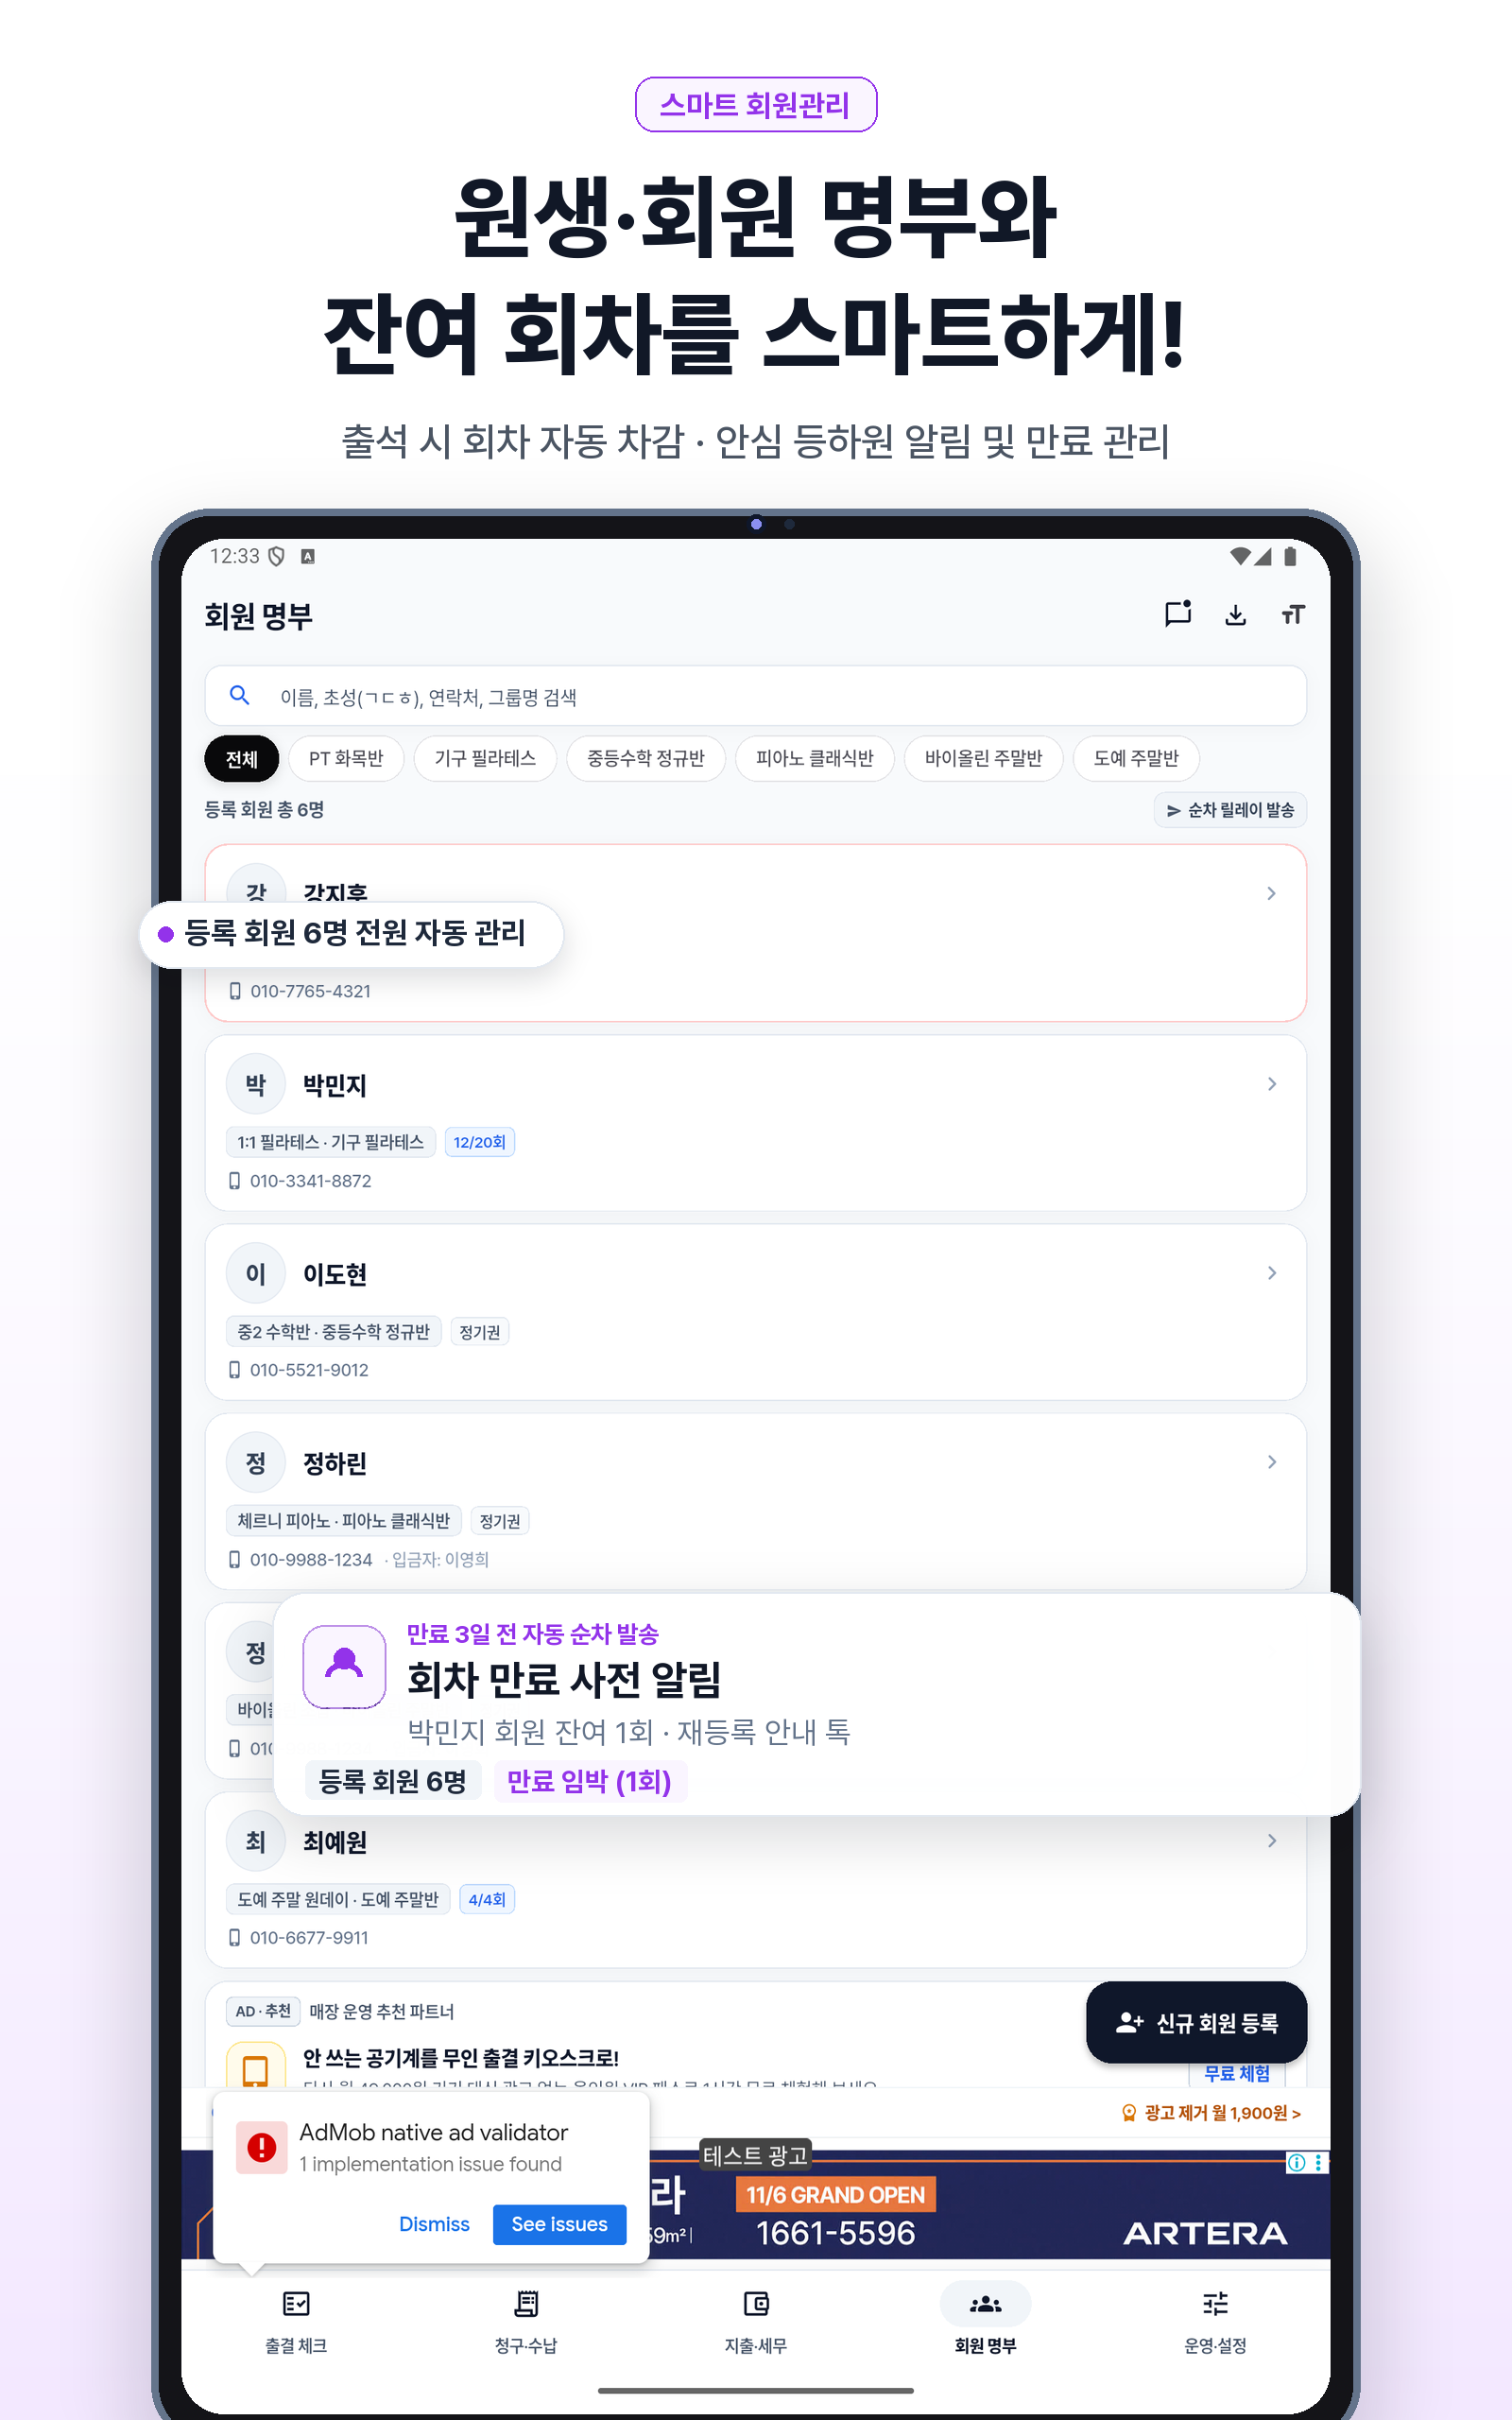 스마트 회원관리
원생·회원 명부와
잔여 회차를 스마트하게!
출석 시 회차 자동 차감 · 안심 등하원 알림 및 만료 관리
12:33
회원 명부
이름, 초성(ㄱㄷㅎ), 연락처, 그룹명 검색
전체 PT 화목반 기구 필라테스 중등수학 정규반 피아노 클래식반 바이올린 주말반 도예 주말반
등록 회원 총 6명
순차 릴레이 발송
강 강지훈
등록 회원 6명 전원 자동 관리
010-7765-4321
박 박민지
1:1 필라테스 · 기구 필라테스 12/20회
010-3341-8872
이 이도현
중2 수학반 · 중등수학 정규반 정기권
010-5521-9012
정 정하린
체르니 피아노 · 피아노 클래식반 정기권
010-9988-1234 · 입금자: 이영희
정
바이
010
만료 3일 전 자동 순차 발송
회차 만료 사전 알림
박민지 회원 잔여 1회 · 재등록 안내 톡
등록 회원 6명 만료 임박 (1회)
최 최예원
도예 주말 원데이 · 도예 주말반 4/4회
010-6677-9911
AD · 추천 매장 운영 추천 파트너
신규 회원 등록
안 쓰는 공기계를 무인 출결 키오스크로!
무료 체험
광고 제거 월 1,900원 >
AdMob native ad validator
1 implementation issue found
Dismiss See issues
테스트 광고
라
59m² |
11/6 GRAND OPEN
1661-5596
ARTERA
출결 체크 청구·수납 지출·세무 회원 명부 운영·설정